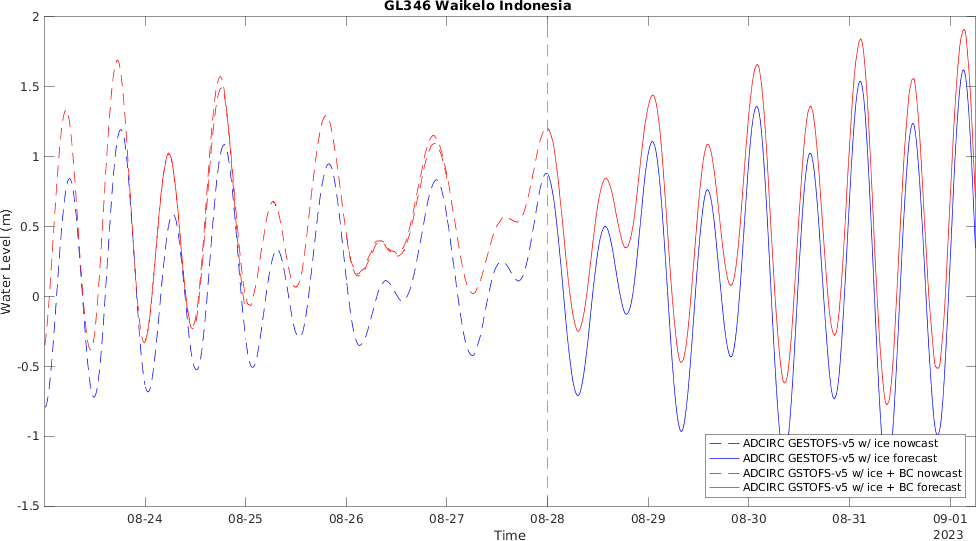 GL346 Waikelo Indonesia
2
1.5
1
0.5
0
-0.5
-1
-1.5
Water Level (m)
ADCIRC GESTOFS-v5 w/ ice nowcast
ADCIRC GESTOFS-v5 w/ ice forecast
ADCIRC GSTOFS-v5 w/ ice + BC nowcast
ADCIRC GSTOFS-v5 w/ ice + BC forecast
08-24 08-25 08-26 08-27 08-28 08-29 08-30 08-31 09-01
2023
Time